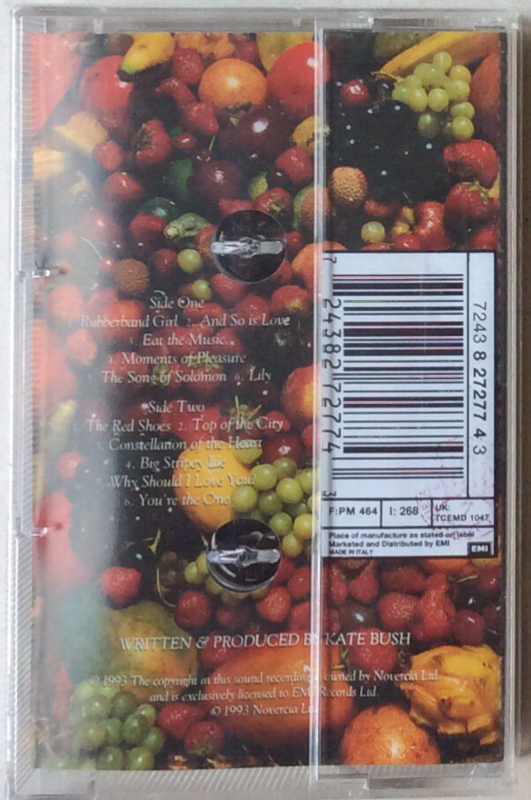 Side One
1. Rubberband Girl 2. And So is Love
3. Eat the Music
4. Moments of Pleasure
5. The Song of Solomon 6. Lily
Side Two
1. The Red Shoes 2. Top of the City
3. Constellation of the Heart
4. Big Stripey Lie
5. Why Should I Love You?
6. You're the One
WRITTEN & PRODUCED BY KATE BUSH
℗ 1993 The copyright in this sound recording is owned by Novercia Ltd.
and is exclusively licensed to EMI Records Ltd.
© 1993 Novercia Ltd.
7 24382 72774 3
7243 8 27277 4 3
F:PM 464 I: 268 UK:
TCEMD 1047
Place of manufacture as stated on label
Marketed and Distributed by EMI
MADE IN ITALY
EMI